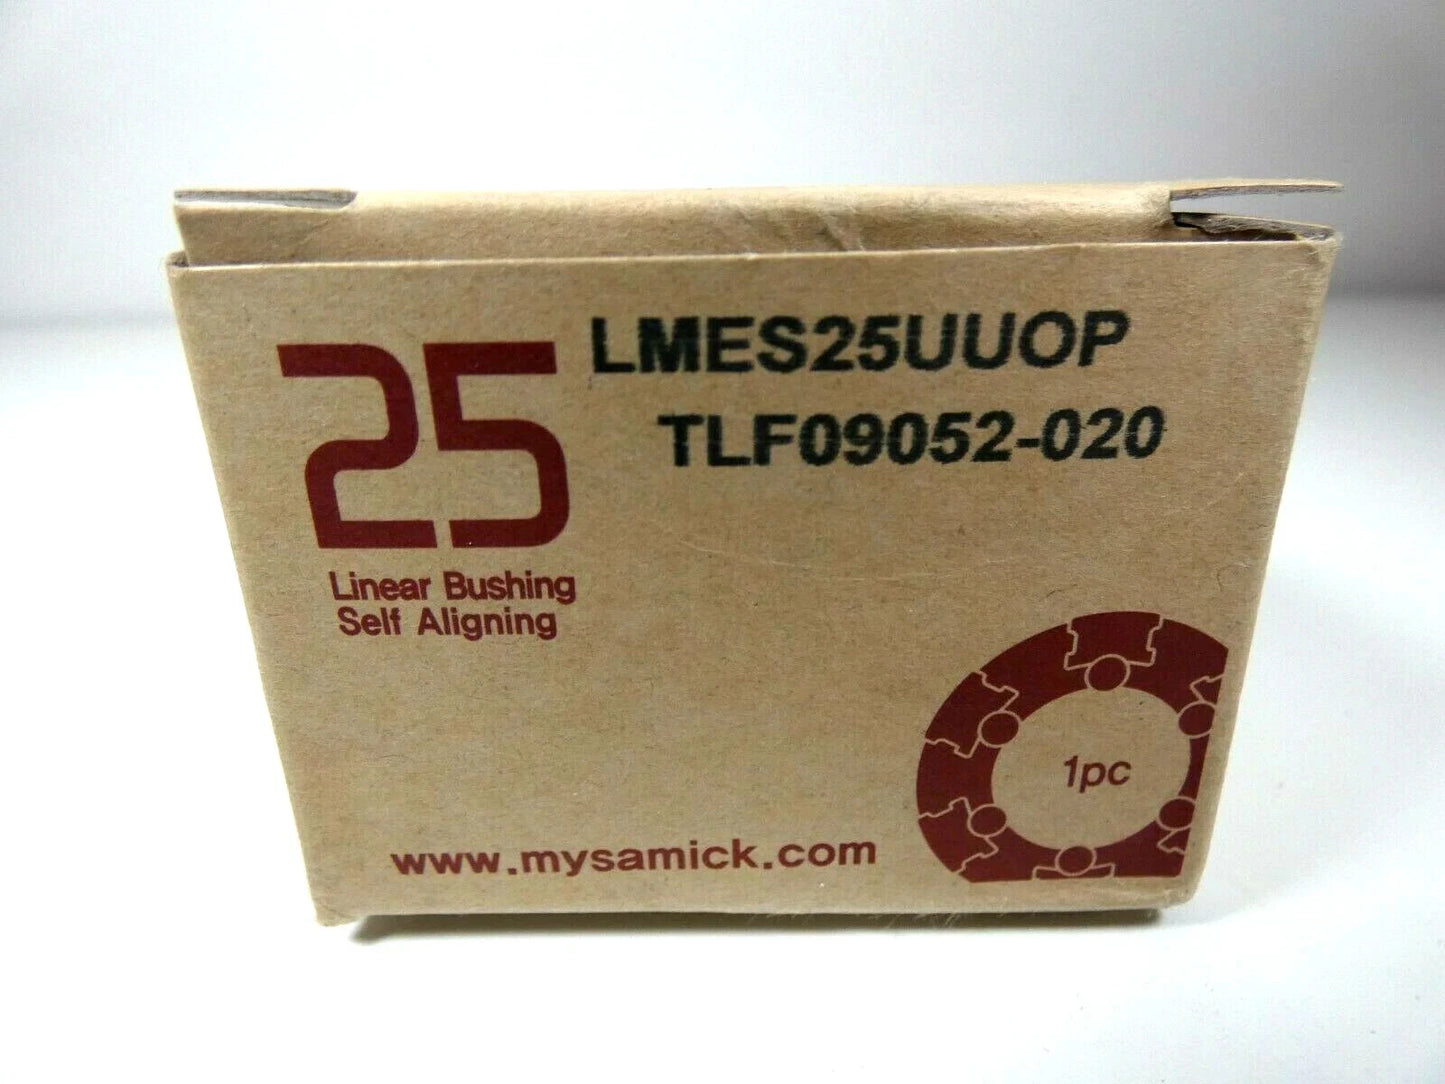 25
LMES25UUOP
TLF09052-020
Linear Bushing
Self Aligning
1pc
www.mysamick.com